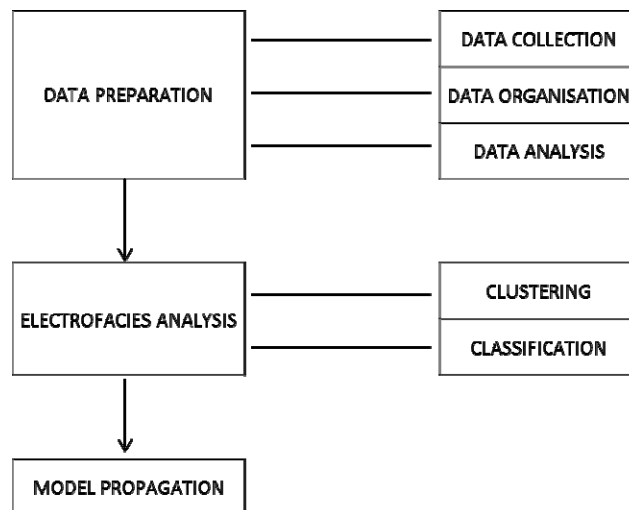 DATA PREPARATION
DATA COLLECTION
DATA ORGANISATION
DATA ANALYSIS
ELECTROFACIES ANALYSIS
CLUSTERING
CLASSIFICATION
MODEL PROPAGATION